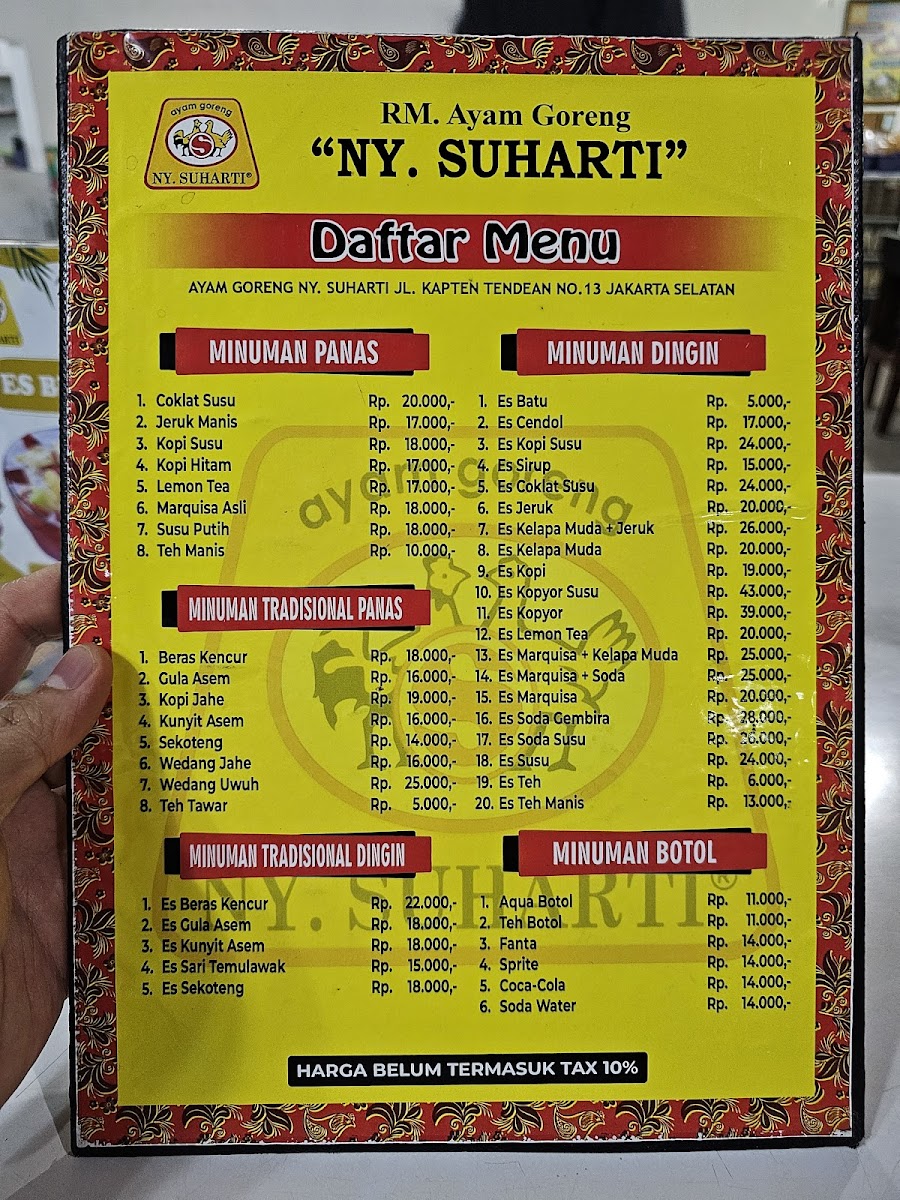 ayam goreng
NY. SUHARTI®
RM. Ayam Goreng
“NY. SUHARTI”
Daftar Menu
AYAM GORENG NY. SUHARTI JL. KAPTEN TENDEAN NO.13 JAKARTA SELATAN
MINUMAN PANAS
1. Coklat Susu Rp. 20.000,-
2. Jeruk Manis Rp. 17.000,-
3. Kopi Susu Rp. 18.000,-
4. Kopi Hitam Rp. 17.000,-
5. Lemon Tea Rp. 17.000,-
6. Marquisa Asli Rp. 18.000,-
7. Susu Putih Rp. 18.000,-
8. Teh Manis Rp. 10.000,-
MINUMAN TRADISIONAL PANAS
1. Beras Kencur Rp. 18.000,-
2. Gula Asem Rp. 16.000,-
3. Kopi Jahe Rp. 19.000,-
4. Kunyit Asem Rp. 16.000,-
5. Sekoteng Rp. 14.000,-
6. Wedang Jahe Rp. 16.000,-
7. Wedang Uwuh Rp. 25.000,-
8. Teh Tawar Rp. 5.000,-
MINUMAN TRADISIONAL DINGIN
1. Es Beras Kencur Rp. 22.000,-
2. Es Gula Asem Rp. 18.000,-
3. Es Kunyit Asem Rp. 18.000,-
4. Es Sari Temulawak Rp. 15.000,-
5. Es Sekoteng Rp. 18.000,-
MINUMAN DINGIN
1. Es Batu Rp. 5.000,-
2. Es Cendol Rp. 17.000,-
3. Es Kopi Susu Rp. 24.000,-
4. Es Sirup Rp. 15.000,-
5. Es Coklat Susu Rp. 24.000,-
6. Es Jeruk Rp. 20.000,-
7. Es Kelapa Muda + Jeruk Rp. 26.000,-
8. Es Kelapa Muda Rp. 20.000,-
9. Es Kopi Rp. 19.000,-
10. Es Kopyor Susu Rp. 43.000,-
11. Es Kopyor Rp. 39.000,-
12. Es Lemon Tea Rp. 20.000,-
13. Es Marquisa + Kelapa Muda Rp. 25.000,-
14. Es Marquisa + Soda Rp. 25.000,-
15. Es Marquisa Rp. 20.000,-
16. Es Soda Gembira Rp. 28.000,-
17. Es Soda Susu Rp. 26.000,-
18. Es Susu Rp. 24.000,-
19. Es Teh Rp. 6.000,-
20. Es Teh Manis Rp. 13.000,-
MINUMAN BOTOL
1. Aqua Botol Rp. 11.000,-
2. Teh Botol Rp. 11.000,-
3. Fanta Rp. 14.000,-
4. Sprite Rp. 14.000,-
5. Coca-Cola Rp. 14.000,-
6. Soda Water Rp. 14.000,-
ayam goreng
S
NY. SUHARTI®
HARGA BELUM TERMASUK TAX 10%
ES